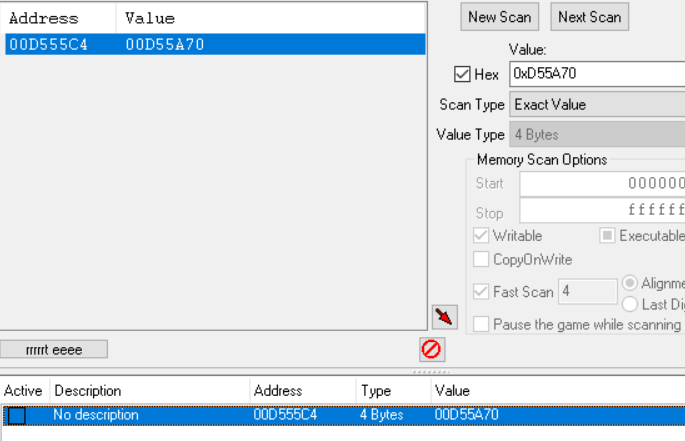 Address Value
00D555C4 00D55A70
New Scan Next Scan
Value:
Hex 0xD55A70
Scan Type Exact Value
Value Type 4 Bytes
Memory Scan Options
Start 000000
Stop ffffff
Writable Executable
CopyOnWrite
Fast Scan 4 Alignme
Last Di
Pause the game while scanning
rrrrrt eeee
Active Description Address Type Value
No description 00D555C4 4 Bytes 00D55A70